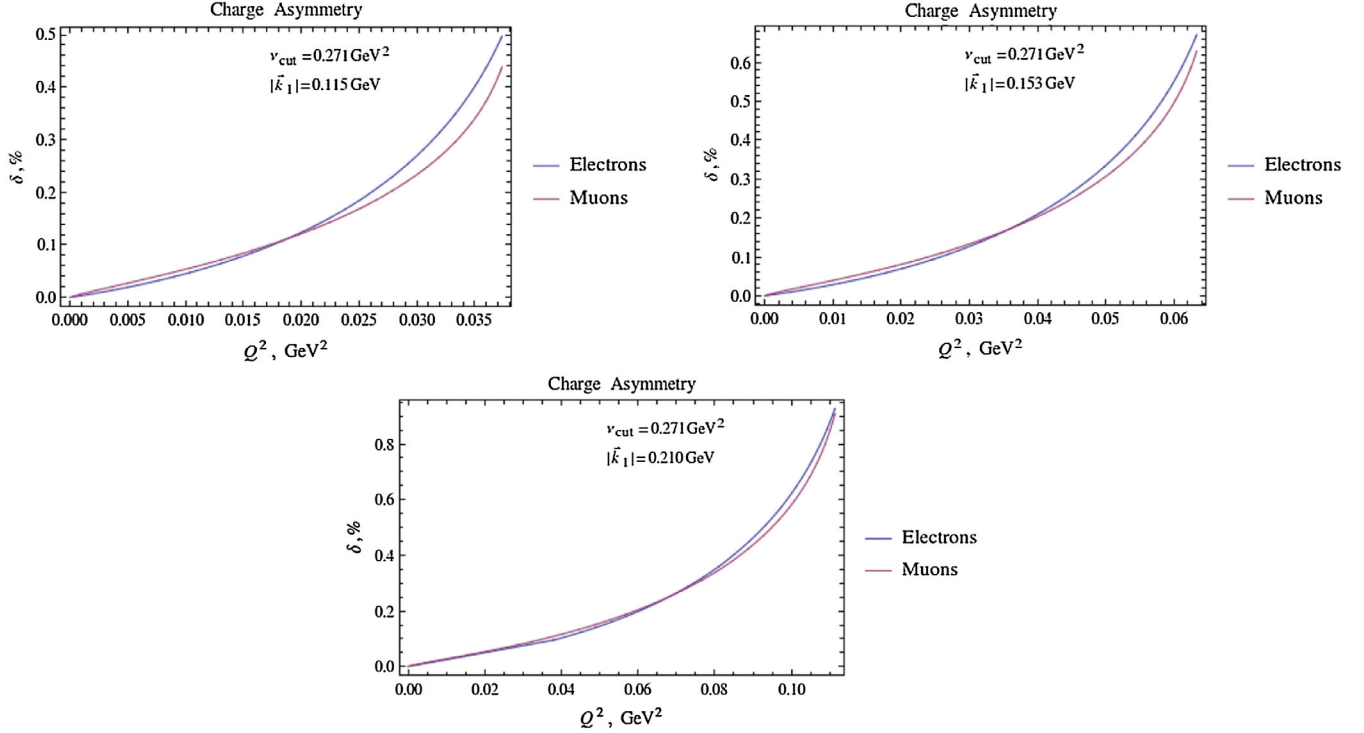 Charge Asymmetry
ν cut = 0.271 GeV²
|k⃗ 1| = 0.115 GeV
0.5
0.4
0.3
0.2
0.1
0.0
δ, %
0.000 0.005 0.010 0.015 0.020 0.025 0.030 0.035
Q², GeV²
Electrons
Muons
Charge Asymmetry
ν cut = 0.271 GeV²
|k⃗ 1| = 0.153 GeV
0.6
0.5
0.4
0.3
0.2
0.1
0.0
δ, %
0.00 0.01 0.02 0.03 0.04 0.05 0.06
Q², GeV²
Electrons
Muons
Charge Asymmetry
ν cut = 0.271 GeV²
|k⃗ 1| = 0.210 GeV
0.8
0.6
0.4
0.2
0.0
δ, %
0.00 0.02 0.04 0.06 0.08 0.10
Q², GeV²
Electrons
Muons